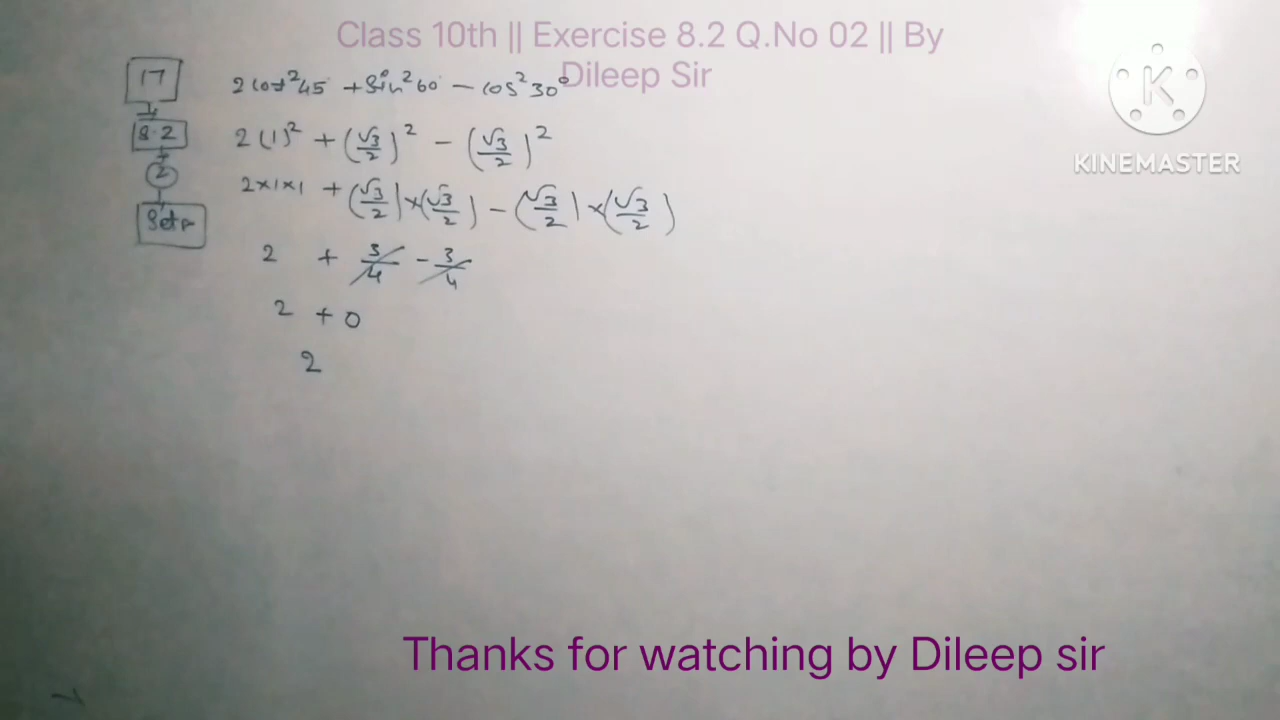 Class 10th || Exercise 8.2 Q.No 02 || By
Dileep Sir
KINEMASTER
17
8.2
2
2 cot²45 + Sin²60 - cos²30°
2(1)² + (√3/2)² - (√3/2)²
2×1×1 + (√3/2)×(√3/2) - (√3/2)×(√3/2)
2 + 3/4 - 3/4
2 + 0
2
Thanks for watching by Dileep sir